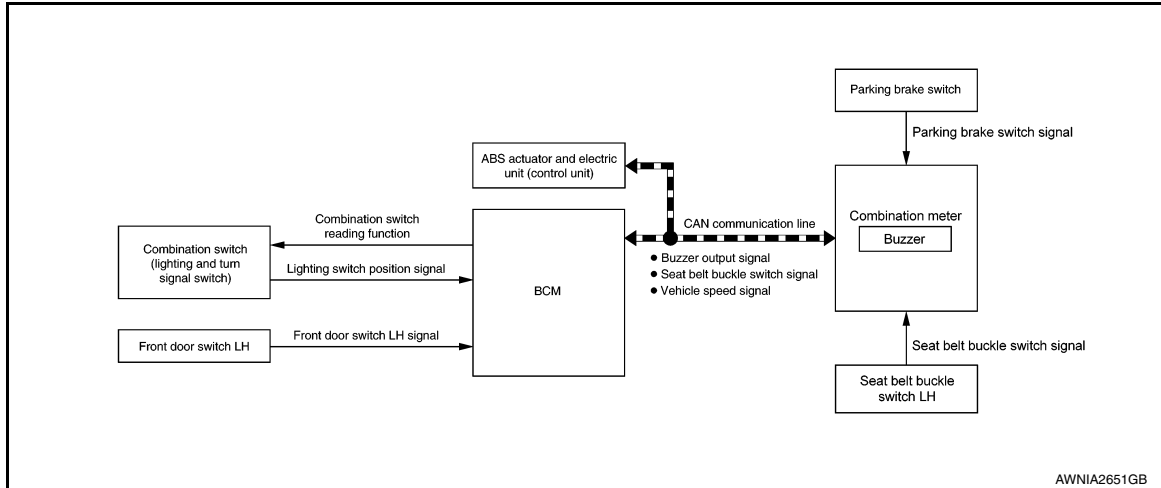 Parking brake switch
Parking brake switch signal
ABS actuator and electric
unit (control unit)
CAN communication line
Combination meter
Buzzer
Combination switch
reading function
Combination switch
(lighting and turn
signal switch)
Lighting switch position signal
BCM
● Buzzer output signal
● Seat belt buckle switch signal
● Vehicle speed signal
Front door switch LH
Front door switch LH signal
Seat belt buckle switch signal
Seat belt buckle
switch LH
AWNIA2651GB